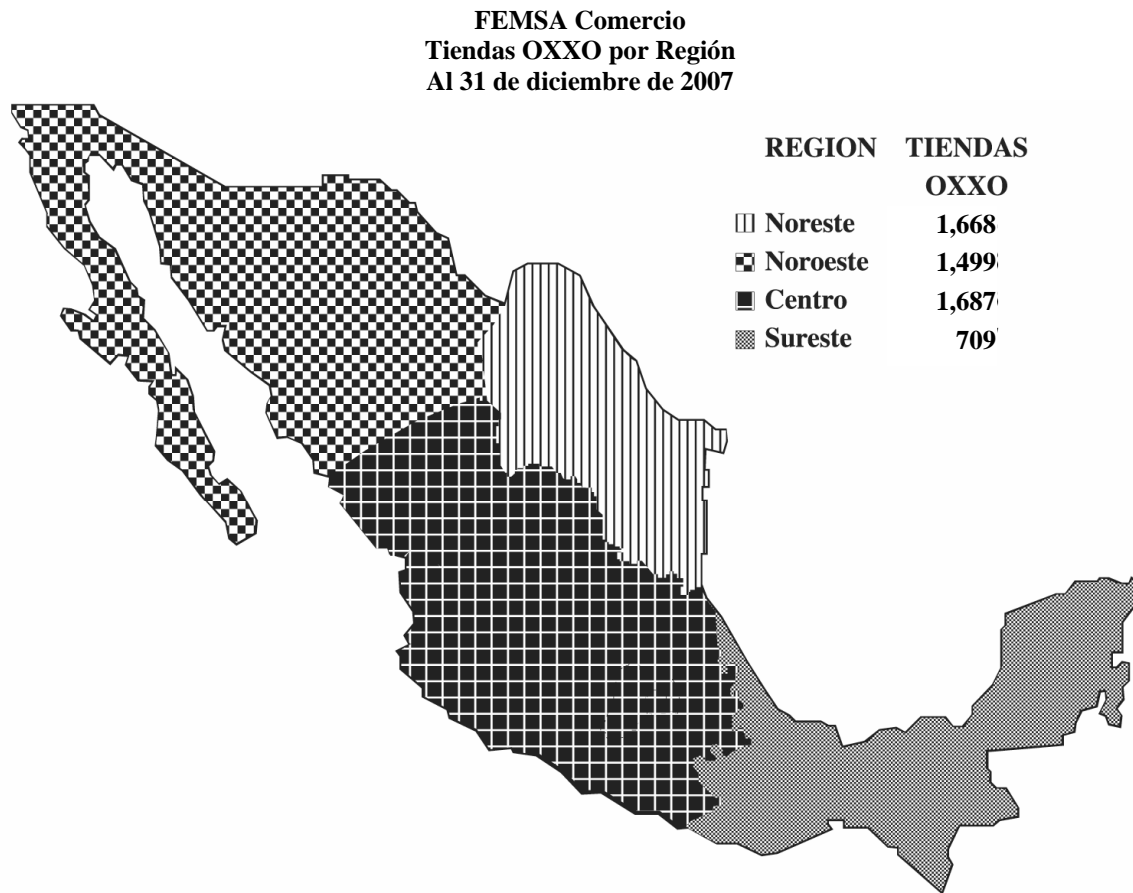 FEMSA Comercio
Tiendas OXXO por Región
Al 31 de diciembre de 2007
REGION TIENDAS
OXXO
Noreste 1,668
Noroeste 1,499
Centro 1,687
Sureste 709